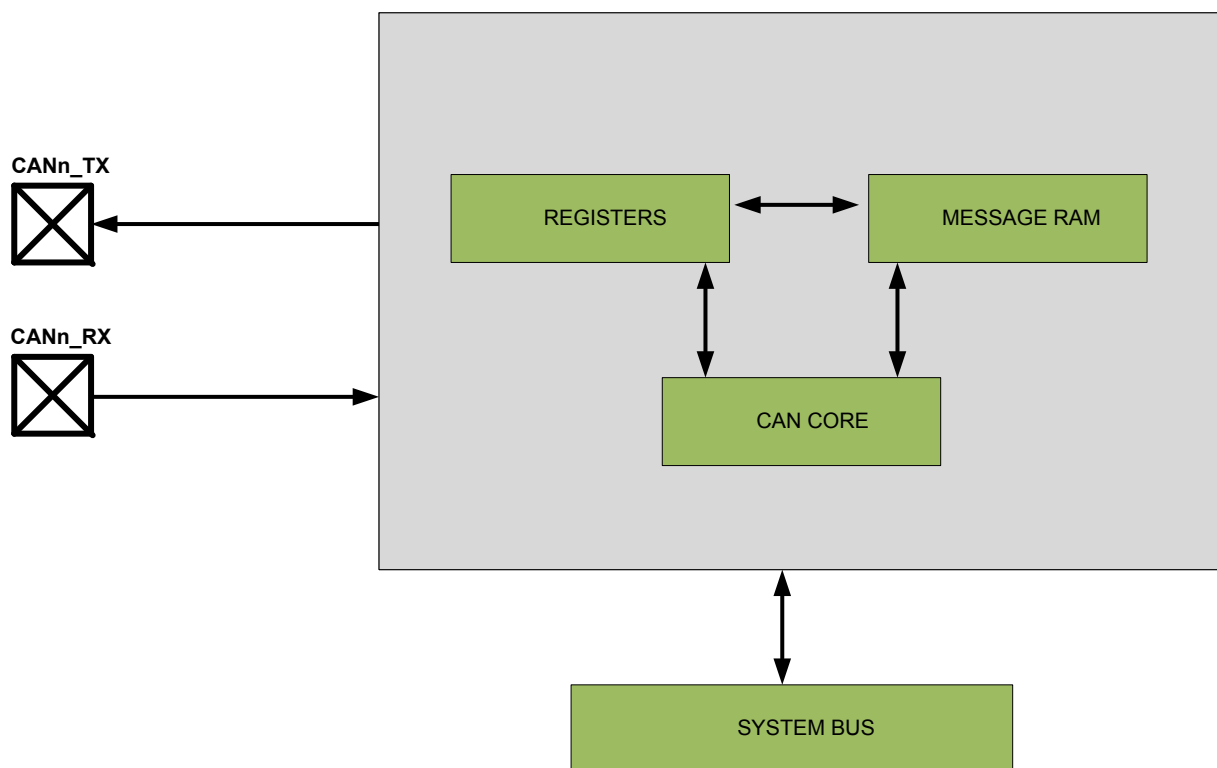 CANn_TX
REGISTERS
MESSAGE RAM
CANn_RX
CAN CORE
SYSTEM BUS